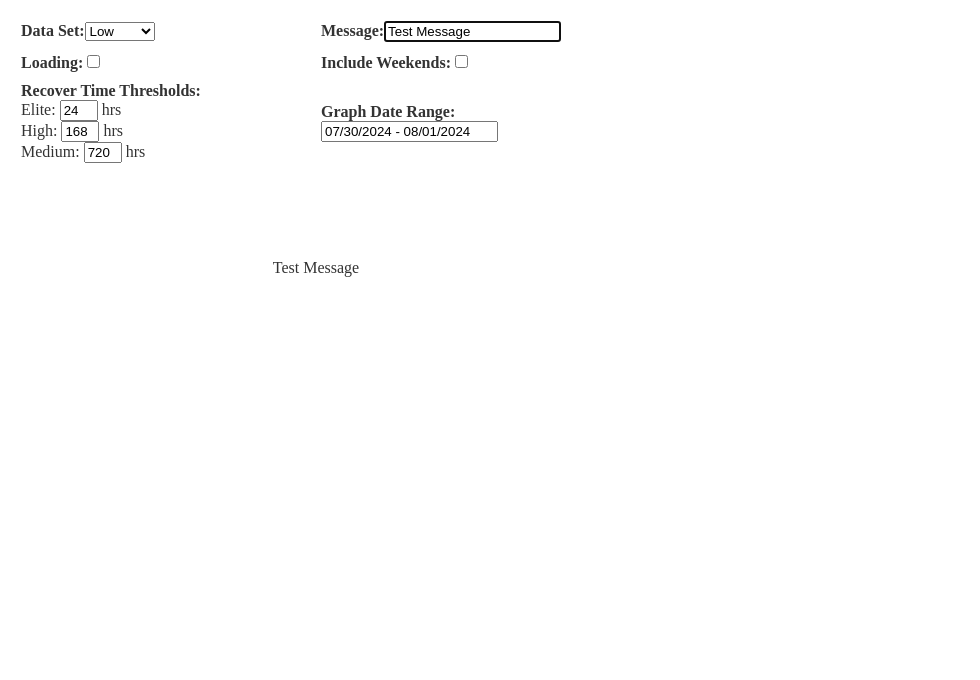 Data Set: Low
Message: Test Message
Loading:
Include Weekends:
Recover Time Thresholds:
Elite: 24 hrs
High: 168 hrs
Medium: 720 hrs
Graph Date Range:
07/30/2024 - 08/01/2024
Test Message